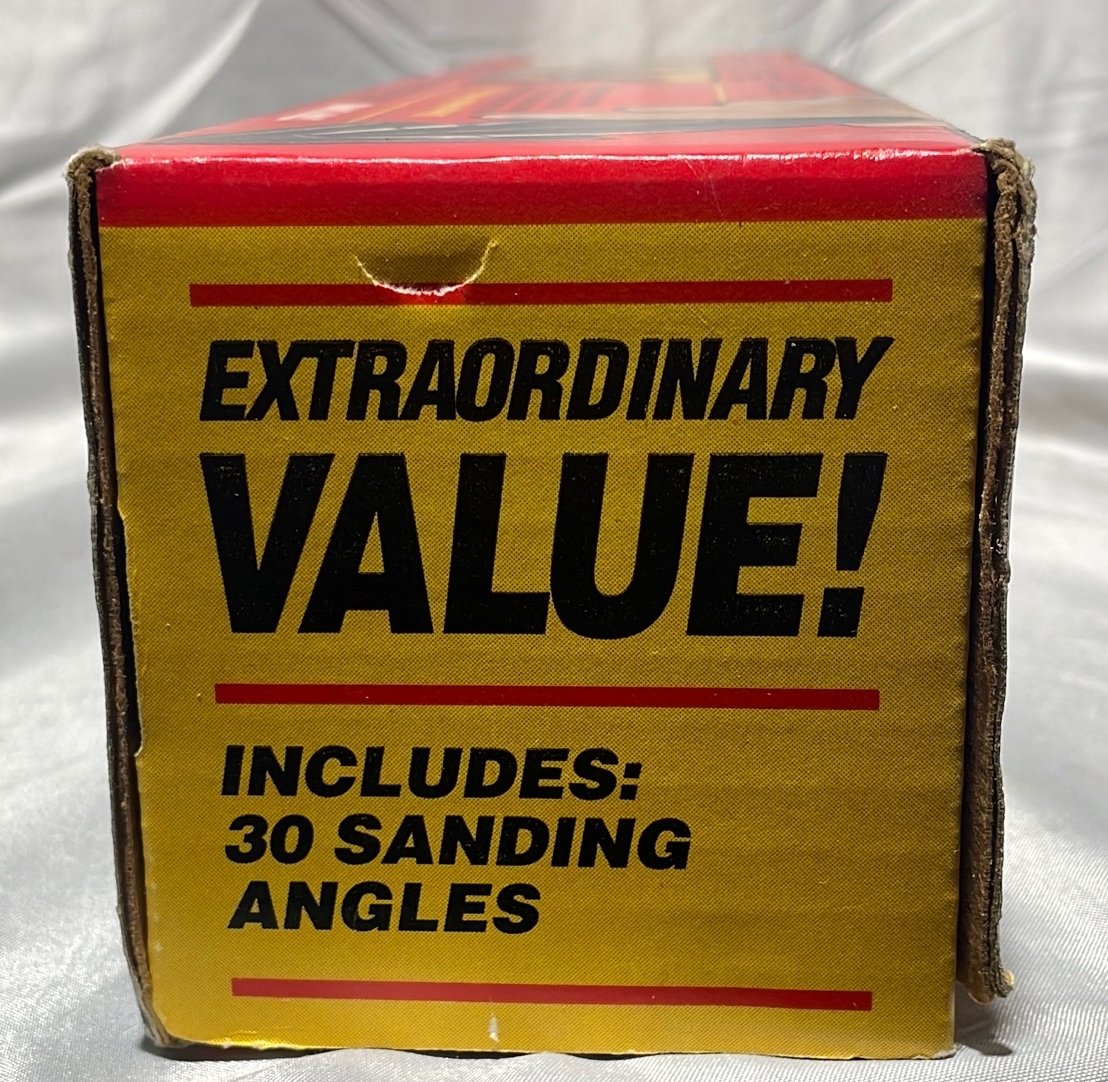 EXTRAORDINARY
VALUE!
INCLUDES:
30 SANDING
ANGLES